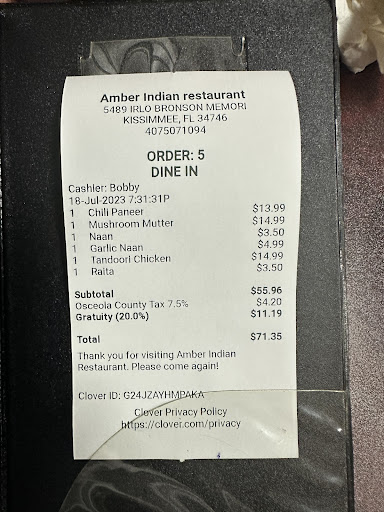 Amber Indian restaurant
5489 IRLO BRONSON MEMORI
KISSIMMEE, FL 34746
4075071094
ORDER: 5
DINE IN
Cashier: Bobby
18-Jul-2023 7:31:31P
1 Chili Paneer $13.99
1 Mushroom Mutter $14.99
1 Naan $3.50
1 Garlic Naan $4.99
1 Tandoori Chicken $14.99
1 Raita $3.50
Subtotal $55.96
Osceola County Tax 7.5% $4.20
Gratuity (20.0%) $11.19
Total $71.35
Thank you for visiting Amber Indian
Restaurant. Please come again!
Clover ID: G24JZAYHMPAKA
Clover Privacy Policy
https://clover.com/privacy